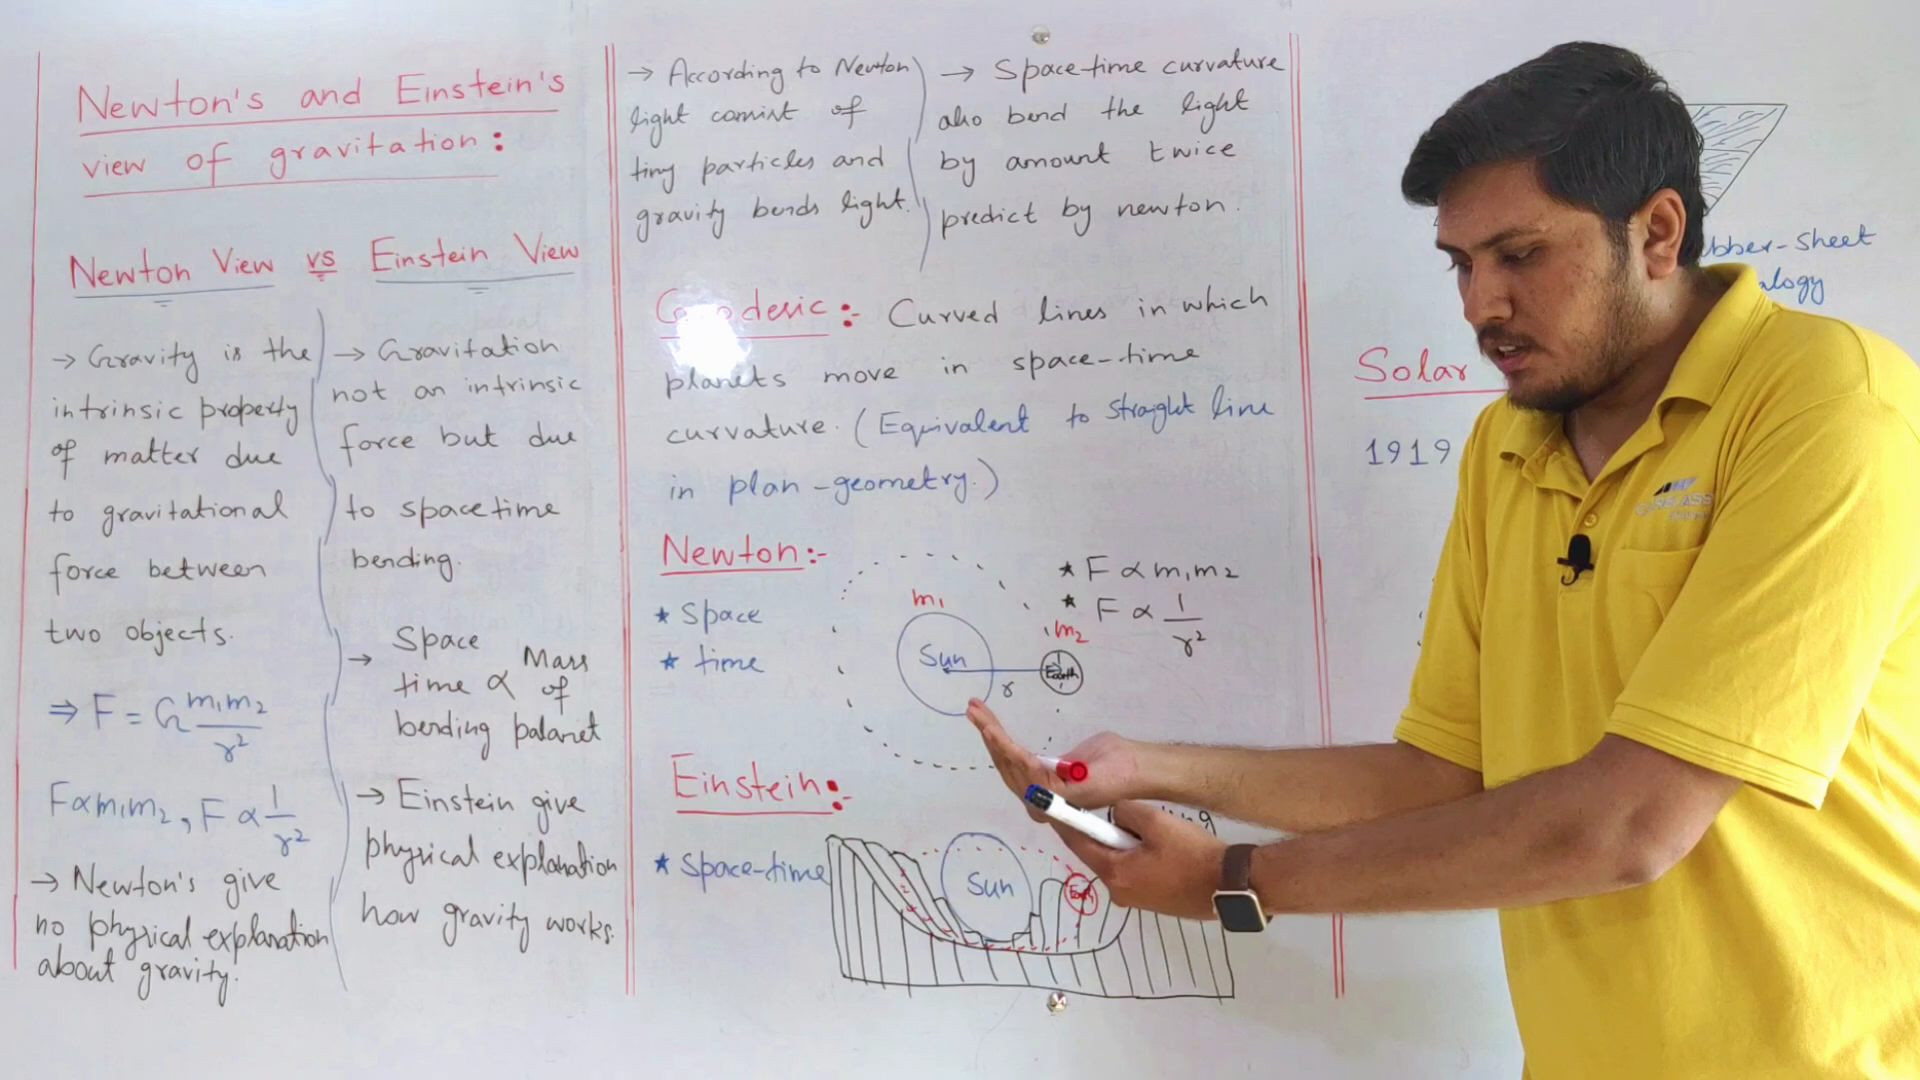 Newton's and Einstein's
view of gravitation:
Newton View vs Einstein View
→ Gravity is the
intrinsic property
of matter due
to gravitational
force between
two objects.
⇒ F = G m₁m₂/r²
F∝m₁m₂, F∝1/r²
→ Newton's give
no physical explanation
about gravity.
→ Gravitation
not an intrinsic
force but due
to spacetime
bending.
→ Space time bending ∝ Mass of palanet
→ Einstein give
physical explanation
how gravity works.
→ According to Newton
light consist of
tiny particles and
gravity bends light.
→ Space-time curvature
also bend the light
by amount twice
predict by newton.
Geodesic:- Curved lines in which
planets move in space-time
curvature. (Equivalent to straight line
in plan-geometry.)
Newton:-
* Space
* time
m₁
Sun
r
m₂
Earth
* F∝m₁m₂
* F∝1/r²
Einstein:-
* Space-time
Sun
Earth
Solar
1919